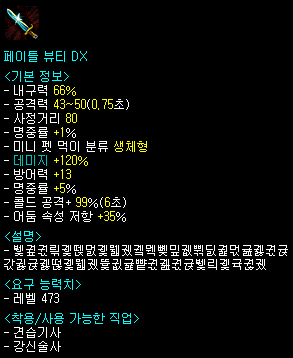 페이틀 뷰티 DX
<기본 정보>
- 내구력 66%
- 공격력 43~50(0,75초)
- 사정거리 80
- 명중률 +1%
- 미니 펫 먹이 분류 생체형
- 데미지 +120%
- 방어력 +13
- 명중률 +5%
- 콜드 공격+ 99%(6초)
- 어둠 속성 저항 +35%
<설명>
<요구 능력치>
- 레벨 473
<착용/사용 가능한 직업>
- 견습기사
- 강신술사